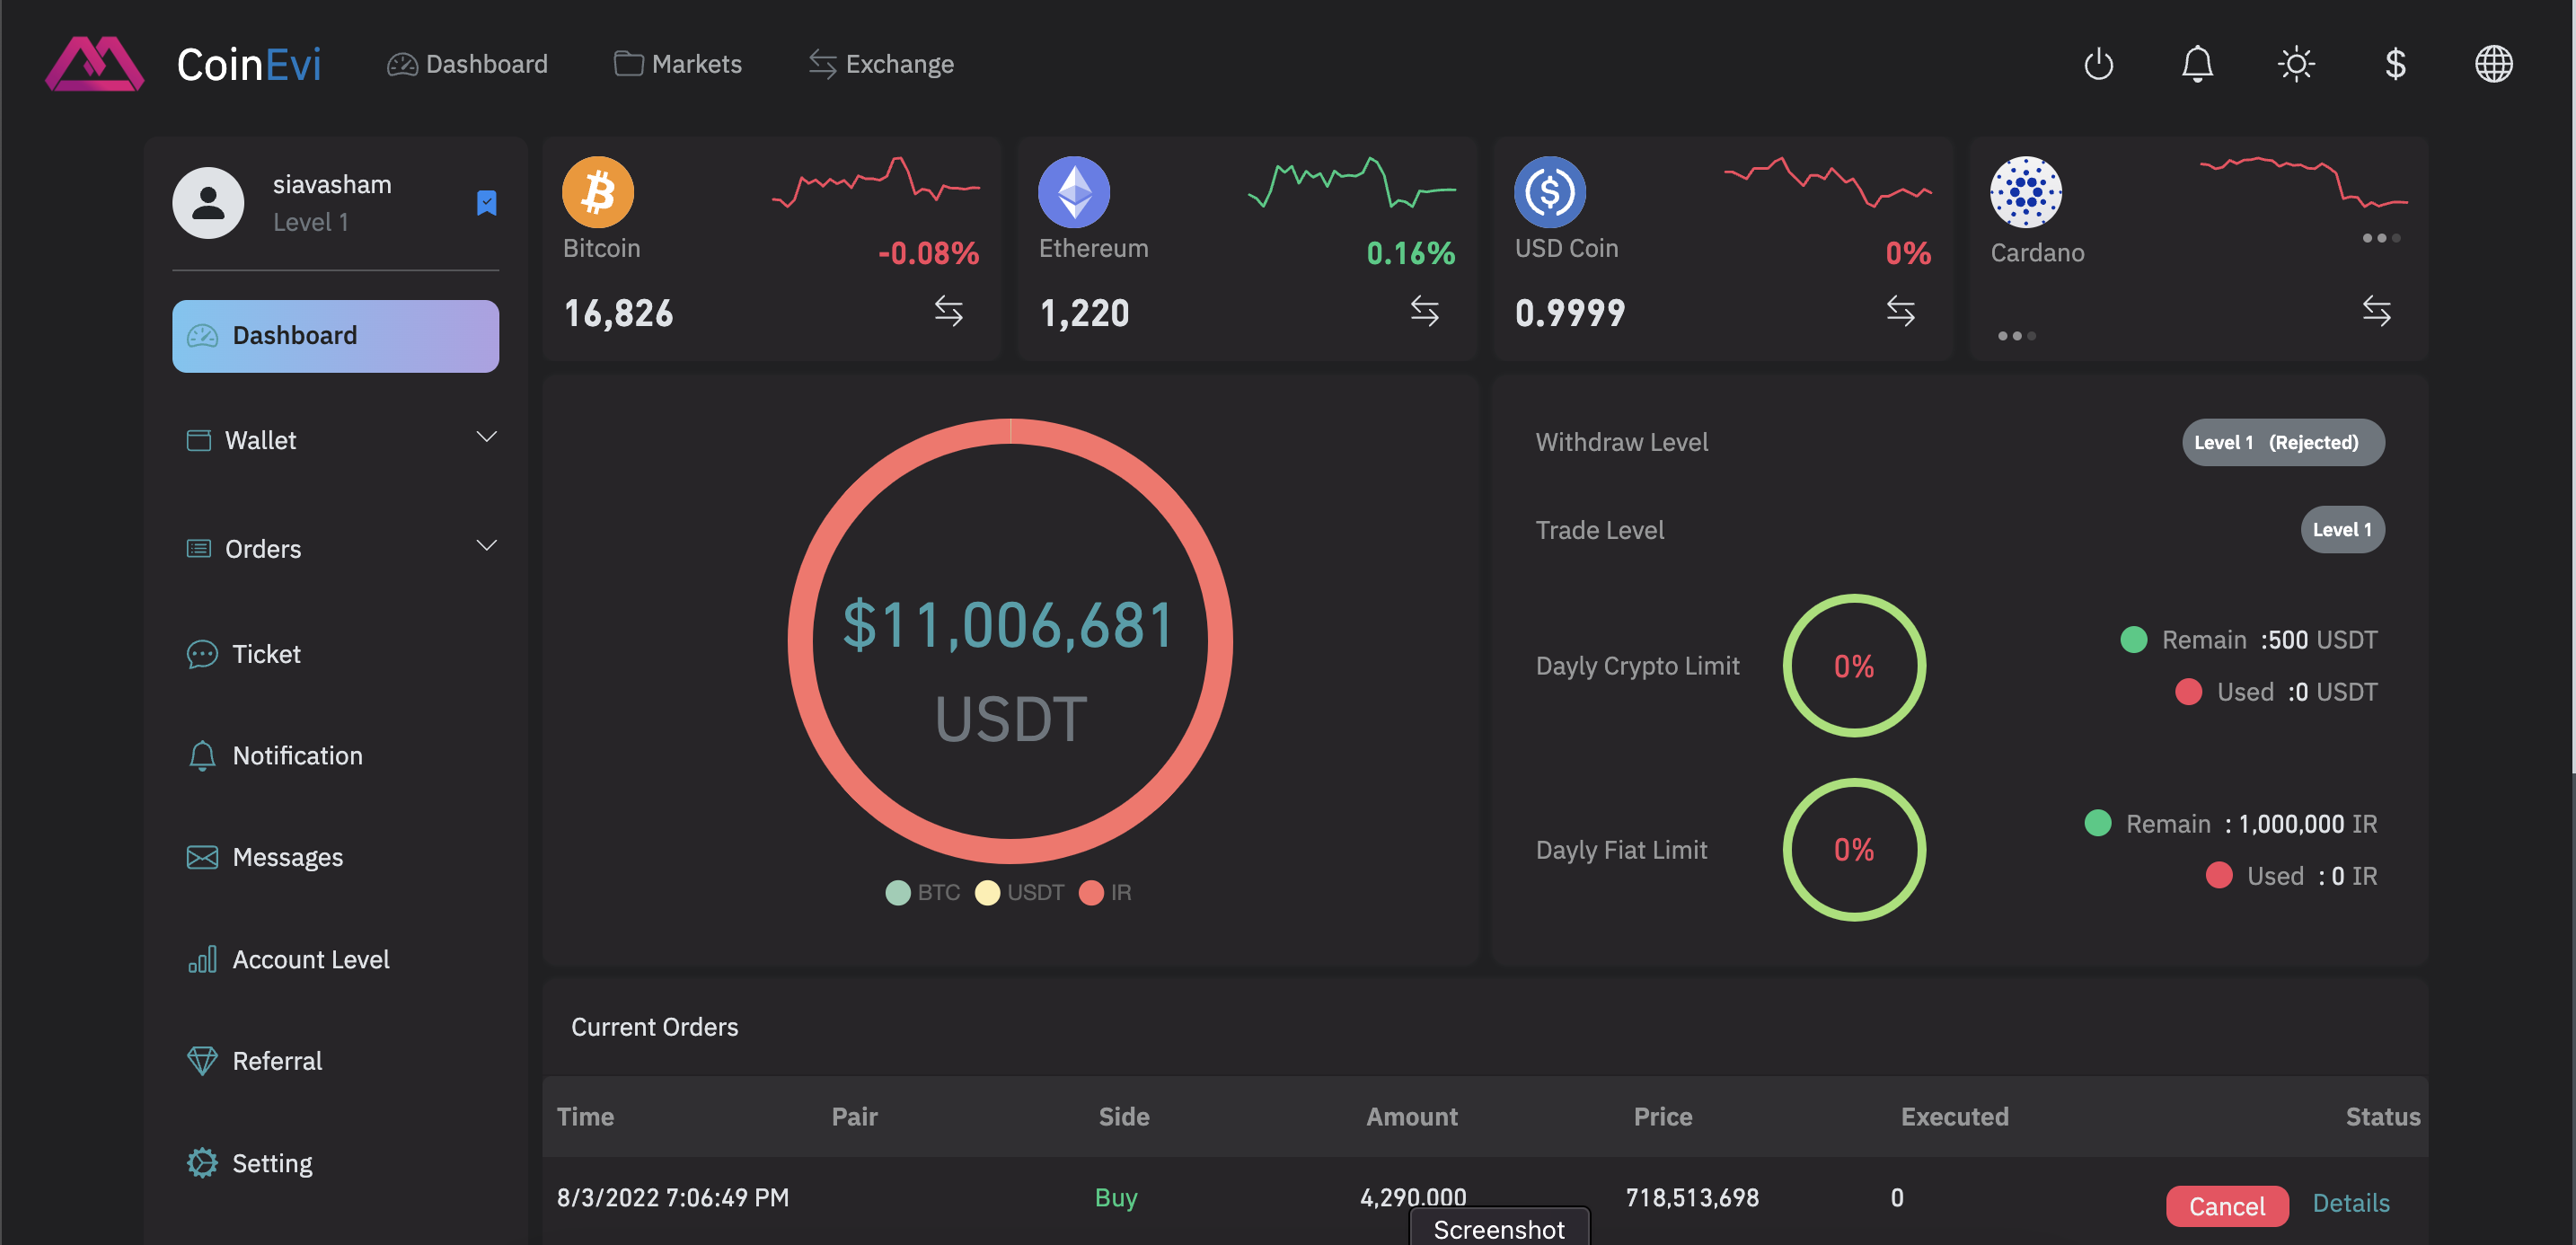 CoinEvi
Dashboard
Markets
Exchange
$
siavasham
Level 1
Dashboard
Wallet
Orders
Ticket
Notification
Messages
Account Level
Referral
Setting
Bitcoin
-0.08%
16,826
Ethereum
0.16%
1,220
USD Coin
0%
0.9999
Cardano
$11,006,681
USDT
BTC USDT IR
Withdraw Level
Level 1 (Rejected)
Trade Level
Level 1
Dayly Crypto Limit
0%
Remain :500 USDT
Used :0 USDT
Dayly Fiat Limit
0%
Remain : 1,000,000 IR
Used : 0 IR
Current Orders
Time Pair Side Amount Price Executed Status
8/3/2022 7:06:49 PM Buy 4,290.000 718,513,698 0 Cancel Details
Screenshot